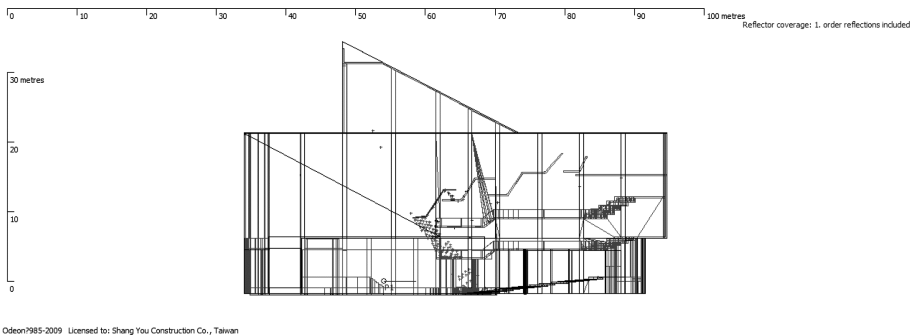 0 10 20 30 40 50 60 70 80 90 100 metres
Reflector coverage: 1. order reflections included
30 metres
20
10
0
Odeon?985-2009 Licensed to: Shang You Construction Co., Taiwan